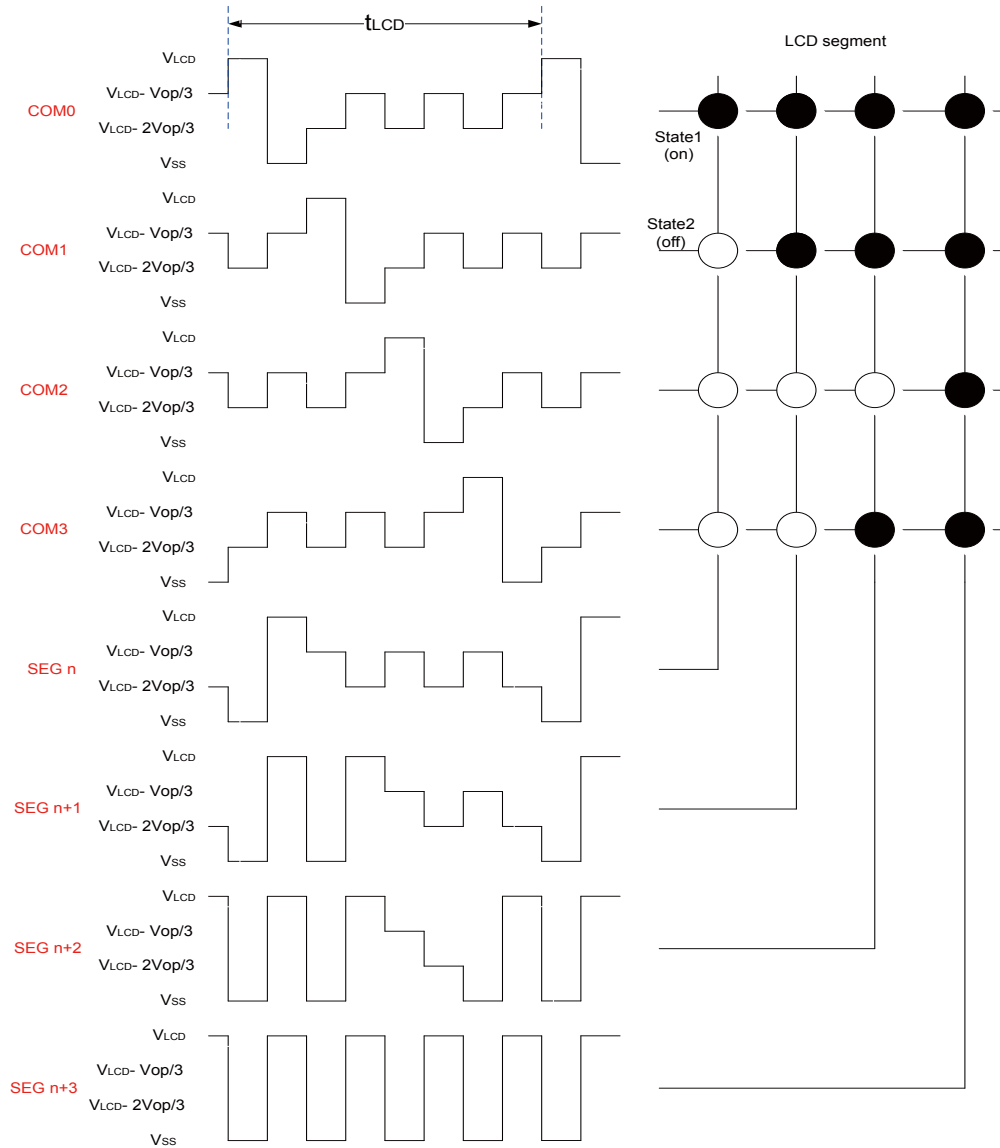 tLCD
LCD segment
VLCD
VLCD- Vop/3
COM0
VLCD- 2Vop/3
VSS
State1
(on)
VLCD
State2
(off)
VLCD- Vop/3
COM1
VLCD- 2Vop/3
VSS
VLCD
VLCD- Vop/3
COM2
VLCD- 2Vop/3
VSS
VLCD
VLCD- Vop/3
COM3
VLCD- 2Vop/3
VSS
VLCD
VLCD- Vop/3
SEG n
VLCD- 2Vop/3
VSS
VLCD
VLCD- Vop/3
SEG n+1
VLCD- 2Vop/3
VSS
VLCD
VLCD- Vop/3
SEG n+2
VLCD- 2Vop/3
VSS
VLCD
VLCD- Vop/3
SEG n+3
VLCD- 2Vop/3
VSS